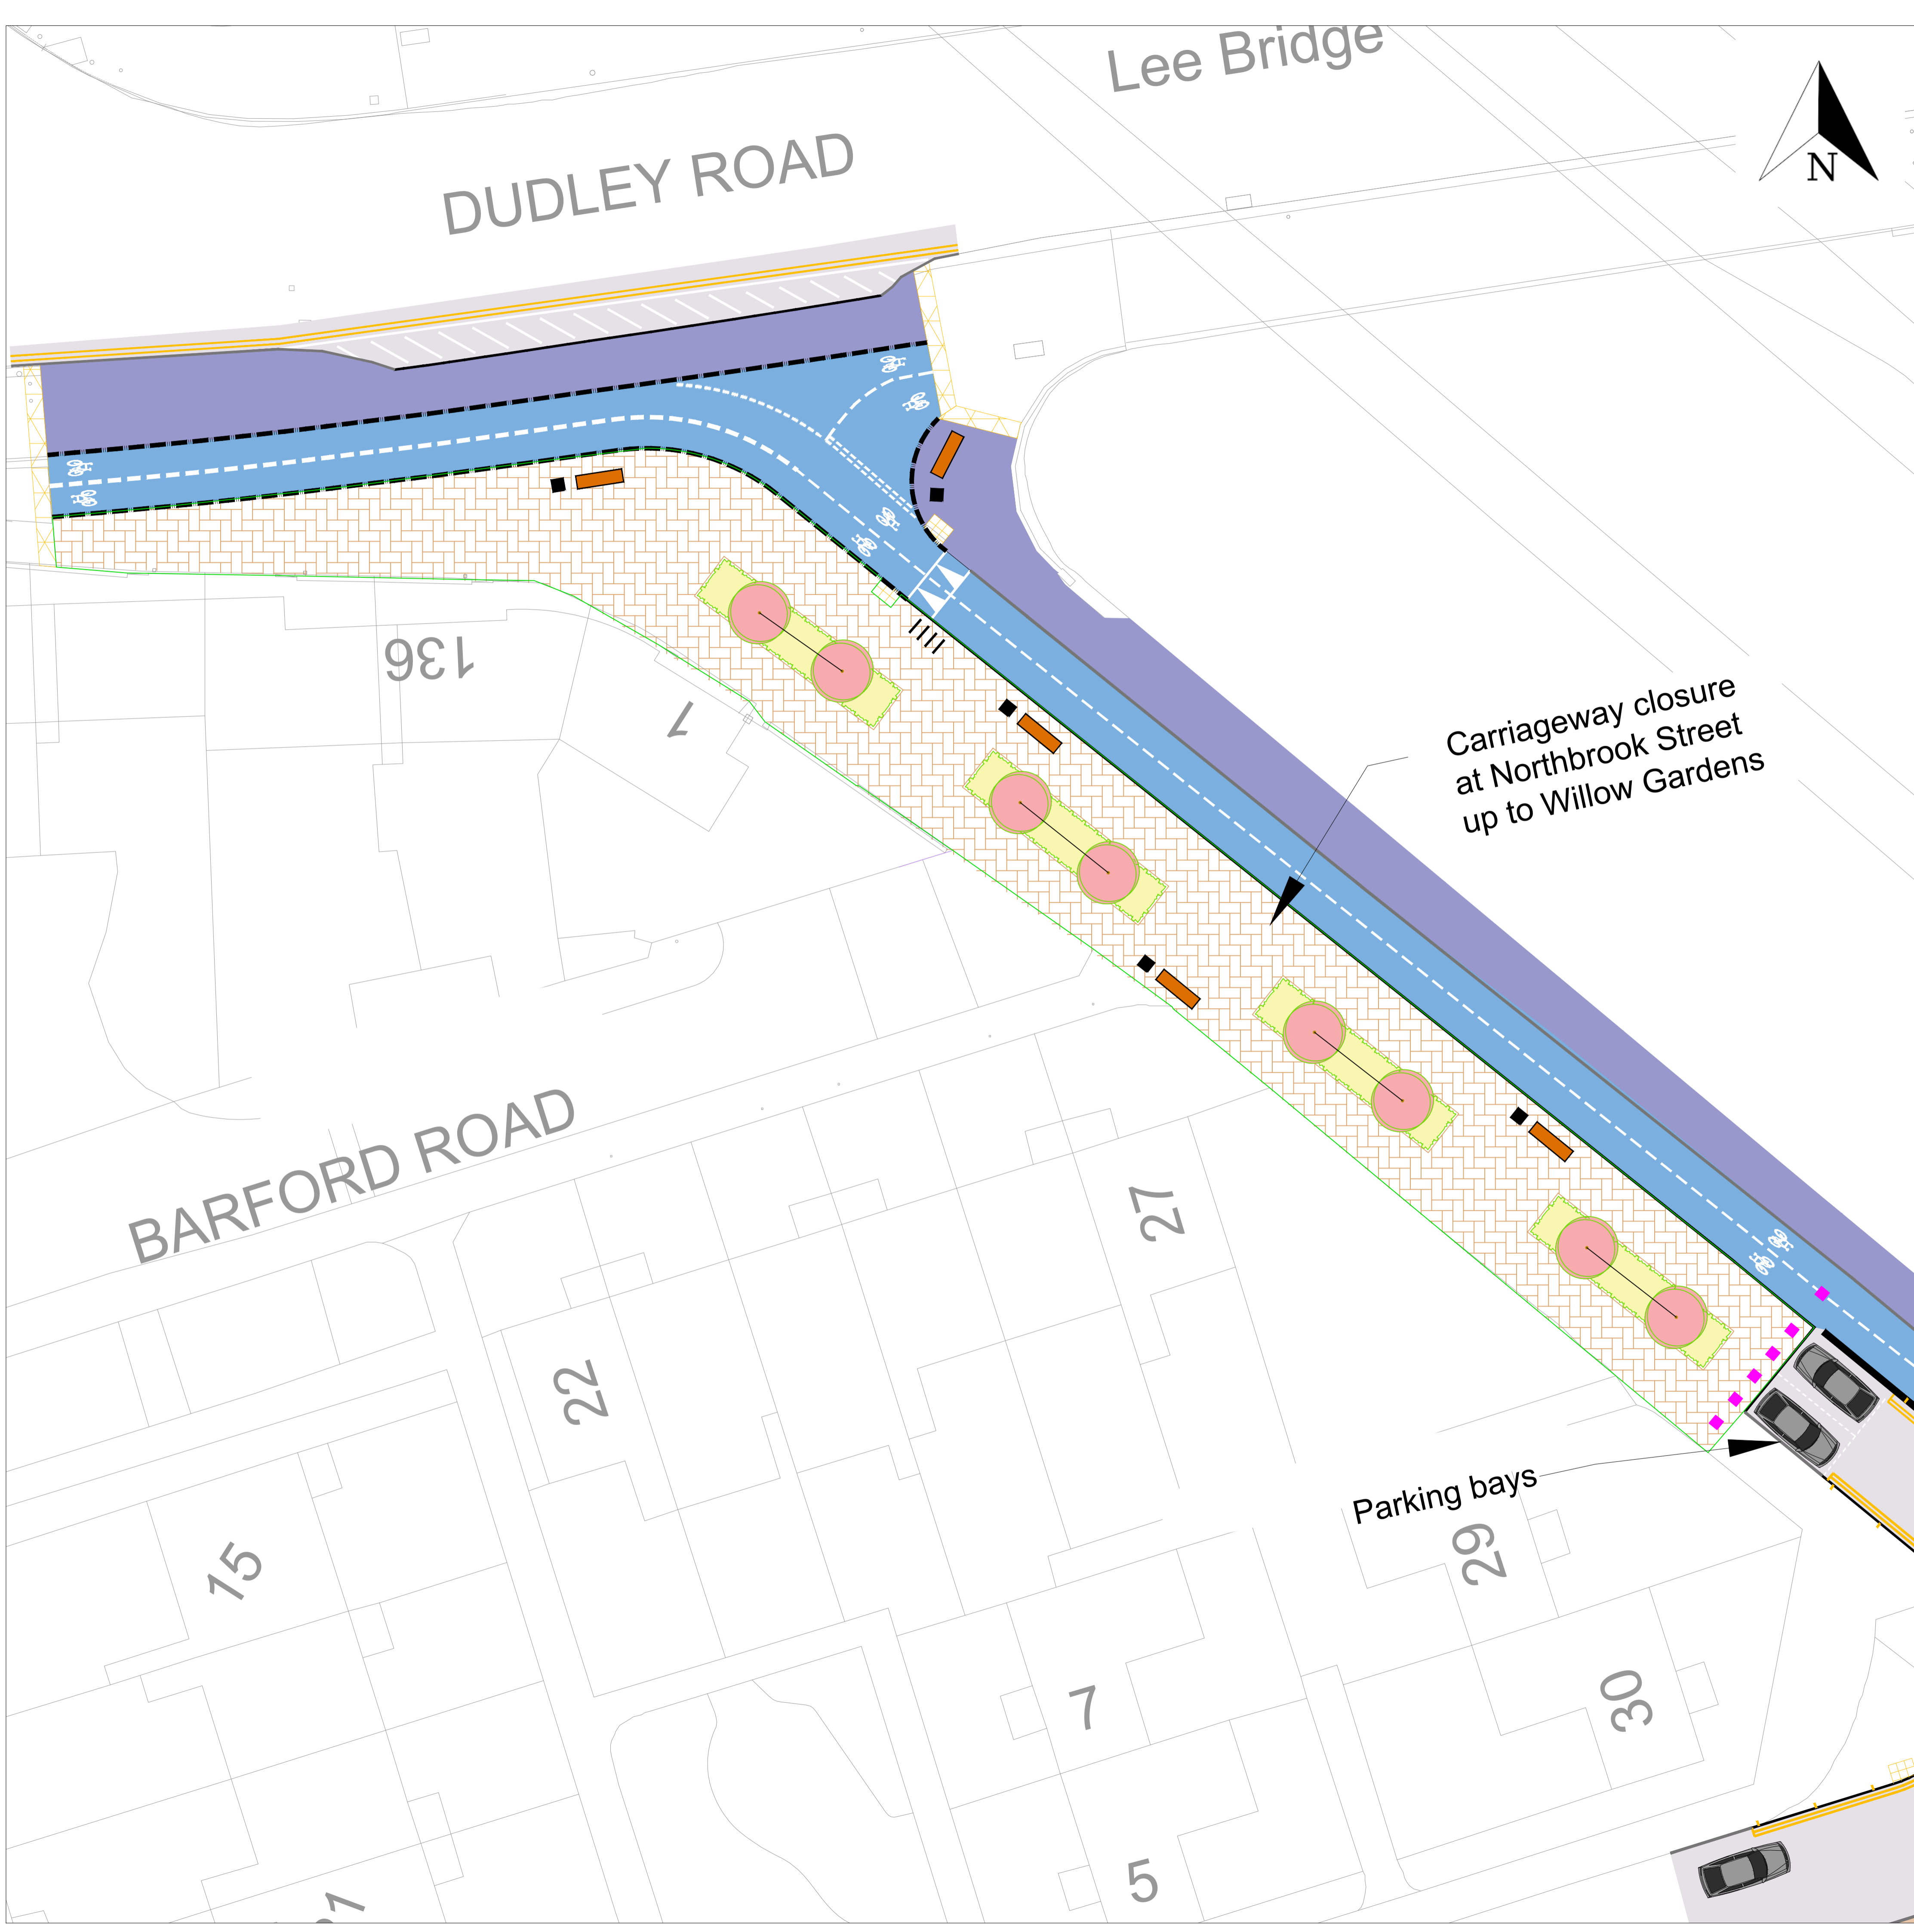 Lee Bridge
N
DUDLEY ROAD
136
1
Carriageway closure
at Northbrook Street
up to Willow Gardens
BARFORD ROAD
27
22
Parking bays
29
15
30
7
5